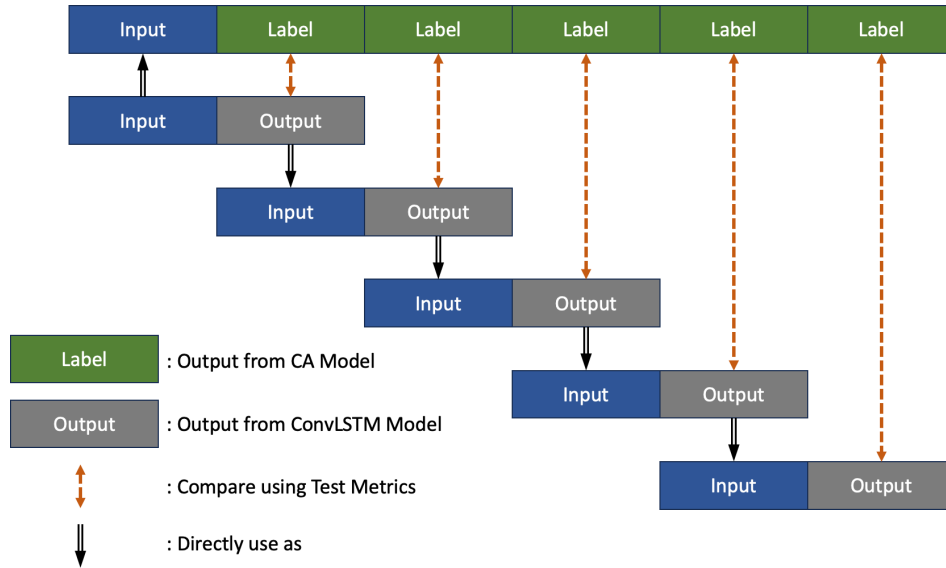 Input Label Label Label Label Label
Input Output
Input Output
Input Output
Label : Output from CA Model
Input Output
Output : Output from ConvLSTM Model
Input Output
: Compare using Test Metrics
: Directly use as